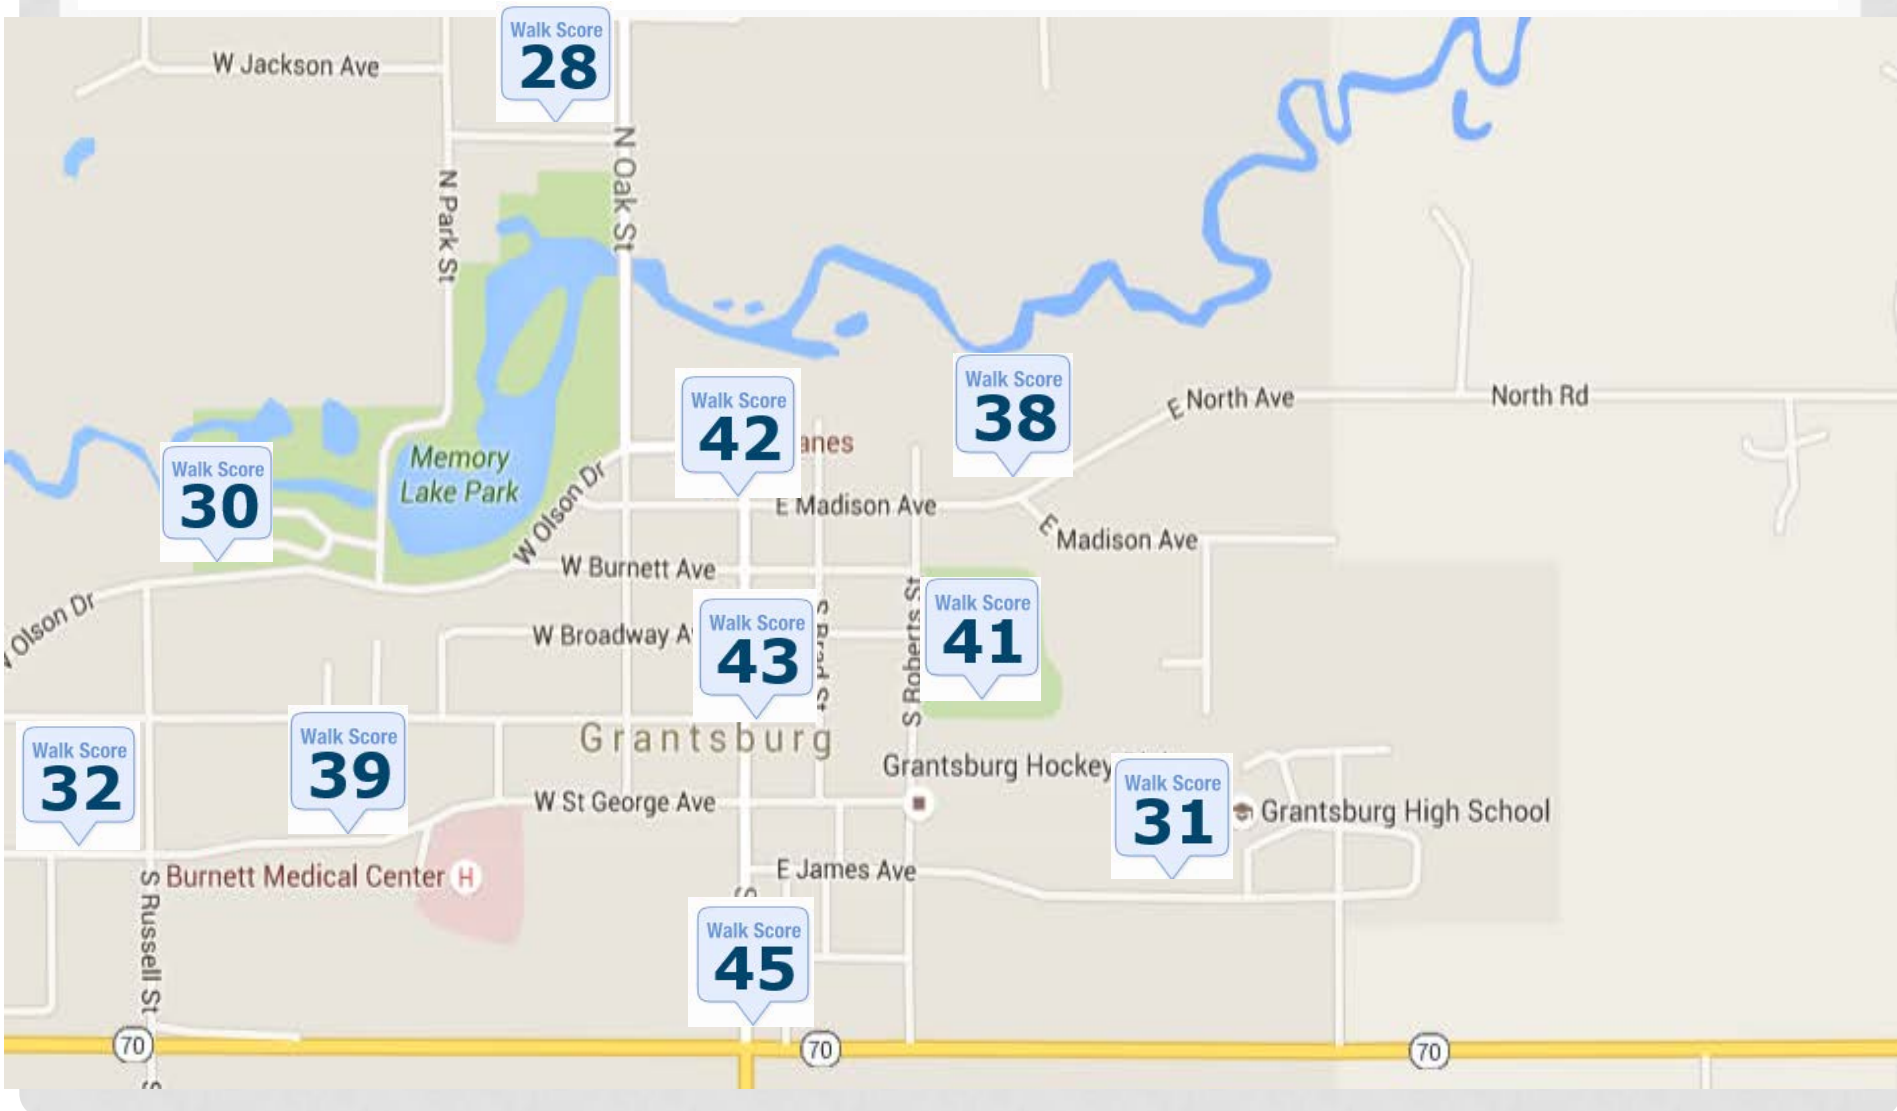 W Jackson Ave
Walk Score
28
N Oak St
N Park St
Walk Score
42
anes
Walk Score
38
E North Ave
North Rd
Memory
Lake Park
Walk Score
30
W Olson Dr
E Madison Ave
E Madison Ave
W Burnett Ave
Olson Dr
W Broadway
Walk Score
43
S Brad St
S Roberts St
Walk Score
41
Grantsburg
Walk Score
32
Walk Score
39
Grantsburg Hockey
W St George Ave
Walk Score
31
Grantsburg High School
Burnett Medical Center H
E James Ave
S Russell St
S
Walk Score
45
70
70
70
S